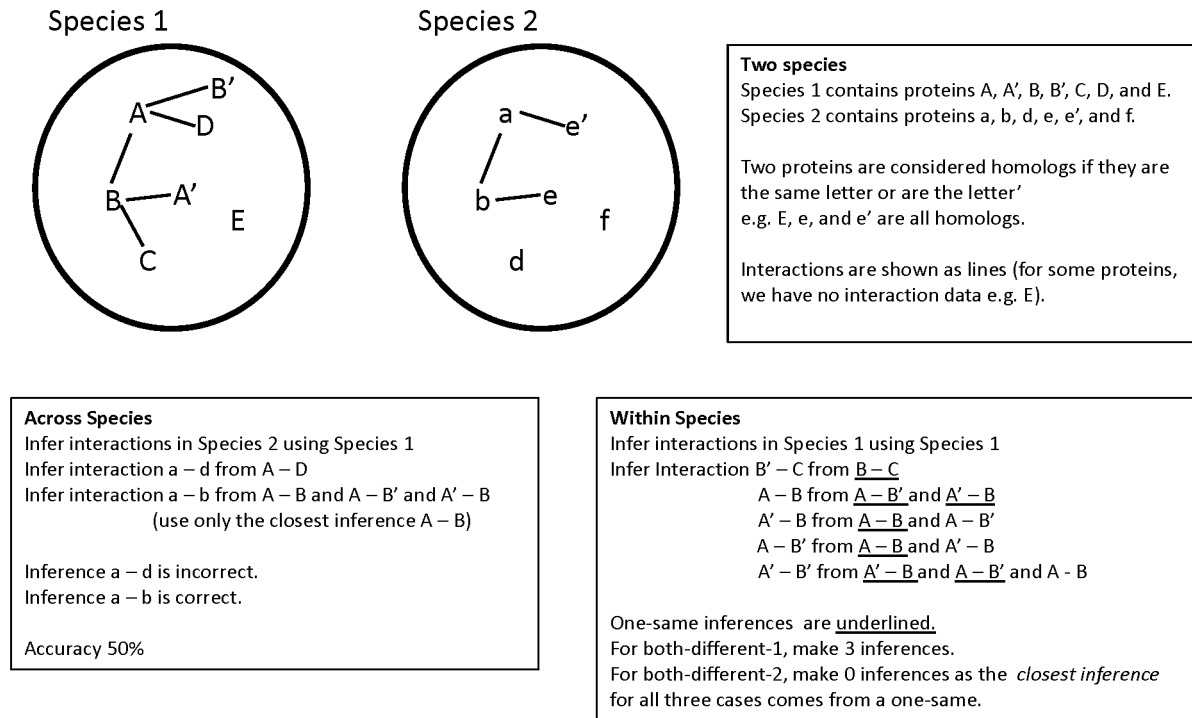 Species 1
Species 2
B’
A
D
B
A’
E
C
a
e’
b
e
f
d
Two species
Species 1 contains proteins A, A’, B, B’, C, D, and E.
Species 2 contains proteins a, b, d, e, e’, and f.
Two proteins are considered homologs if they are
the same letter or are the letter’
e.g. E, e, and e’ are all homologs.
Interactions are shown as lines (for some proteins,
we have no interaction data e.g. E).
Across Species
Infer interactions in Species 2 using Species 1
Infer interaction a – d from A – D
Infer interaction a – b from A – B and A – B’ and A’ – B
(use only the closest inference A – B)
Inference a – d is incorrect.
Inference a – b is correct.
Accuracy 50%
Within Species
Infer interactions in Species 1 using Species 1
Infer Interaction B’ – C from B – C
A – B from A – B’ and A’ – B
A’ – B from A – B and A – B’
A – B’ from A – B and A’ – B
A’ – B’ from A’ – B and A – B’ and A - B
One-same inferences are underlined.
For both-different-1, make 3 inferences.
For both-different-2, make 0 inferences as the closest inference
for all three cases comes from a one-same.